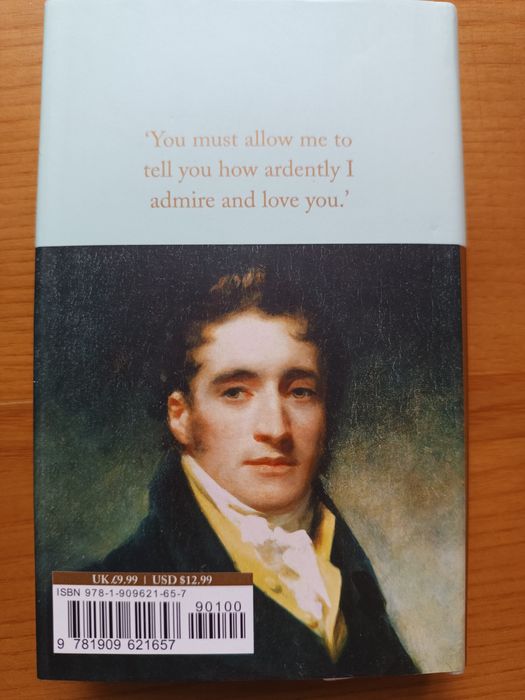 ‘You must allow me to
tell you how ardently I
admire and love you.’
UK £9.99 | USD $12.99
ISBN 978-1-909621-65-7
90100
9 781909 621657